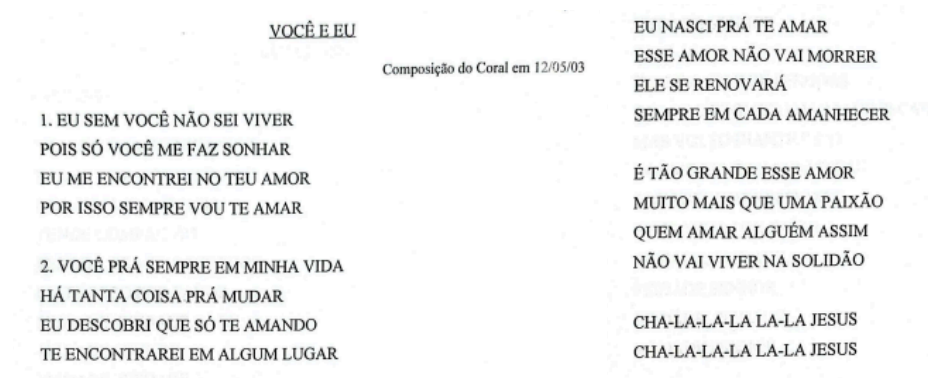 VOCÊ E EU
Composição do Coral em 12/05/03
1. EU SEM VOCÊ NÃO SEI VIVER
POIS SÓ VOCÊ ME FAZ SONHAR
EU ME ENCONTREI NO TEU AMOR
POR ISSO SEMPRE VOU TE AMAR
2. VOCÊ PRÁ SEMPRE EM MINHA VIDA
HÁ TANTA COISA PRÁ MUDAR
EU DESCOBRI QUE SÓ TE AMANDO
TE ENCONTRAREI EM ALGUM LUGAR
EU NASCI PRÁ TE AMAR
ESSE AMOR NÃO VAI MORRER
ELE SE RENOVARÁ
SEMPRE EM CADA AMANHECER
É TÃO GRANDE ESSE AMOR
MUITO MAIS QUE UMA PAIXÃO
QUEM AMAR ALGUÉM ASSIM
NÃO VAI VIVER NA SOLIDÃO
CHA-LA-LA-LA LA-LA JESUS
CHA-LA-LA-LA LA-LA JESUS